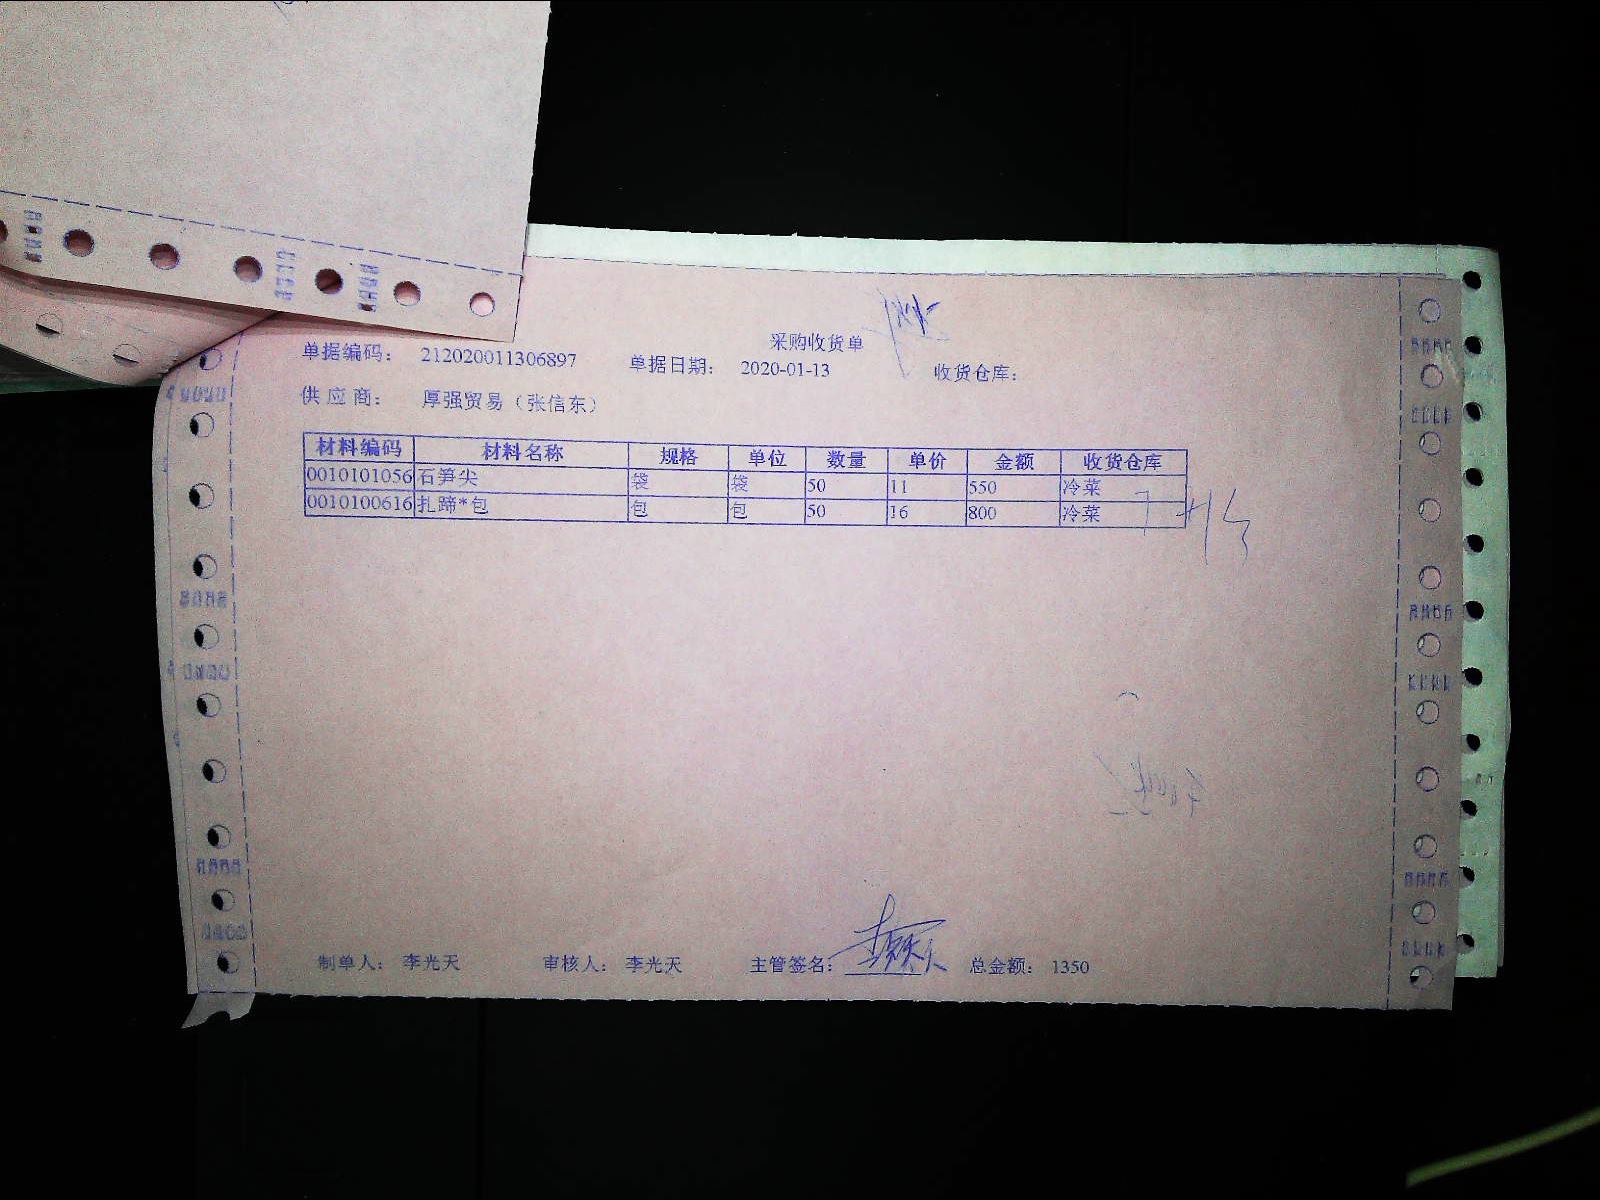 采购收货单
单据编码： 212020011306897 单据日期： 2020-01-13 收货仓库：
供应商： 厚强贸易（张信东）
材料编码 材料名称 规格 单位 数量 单价 金额 收货仓库
0010101056 石笋尖 袋 袋 50 11 550 冷菜
0010100616 扎蹄*包 包 包 50 16 800 冷菜
制单人： 李光天 审核人： 李光天 主管签名： 总金额： 1350